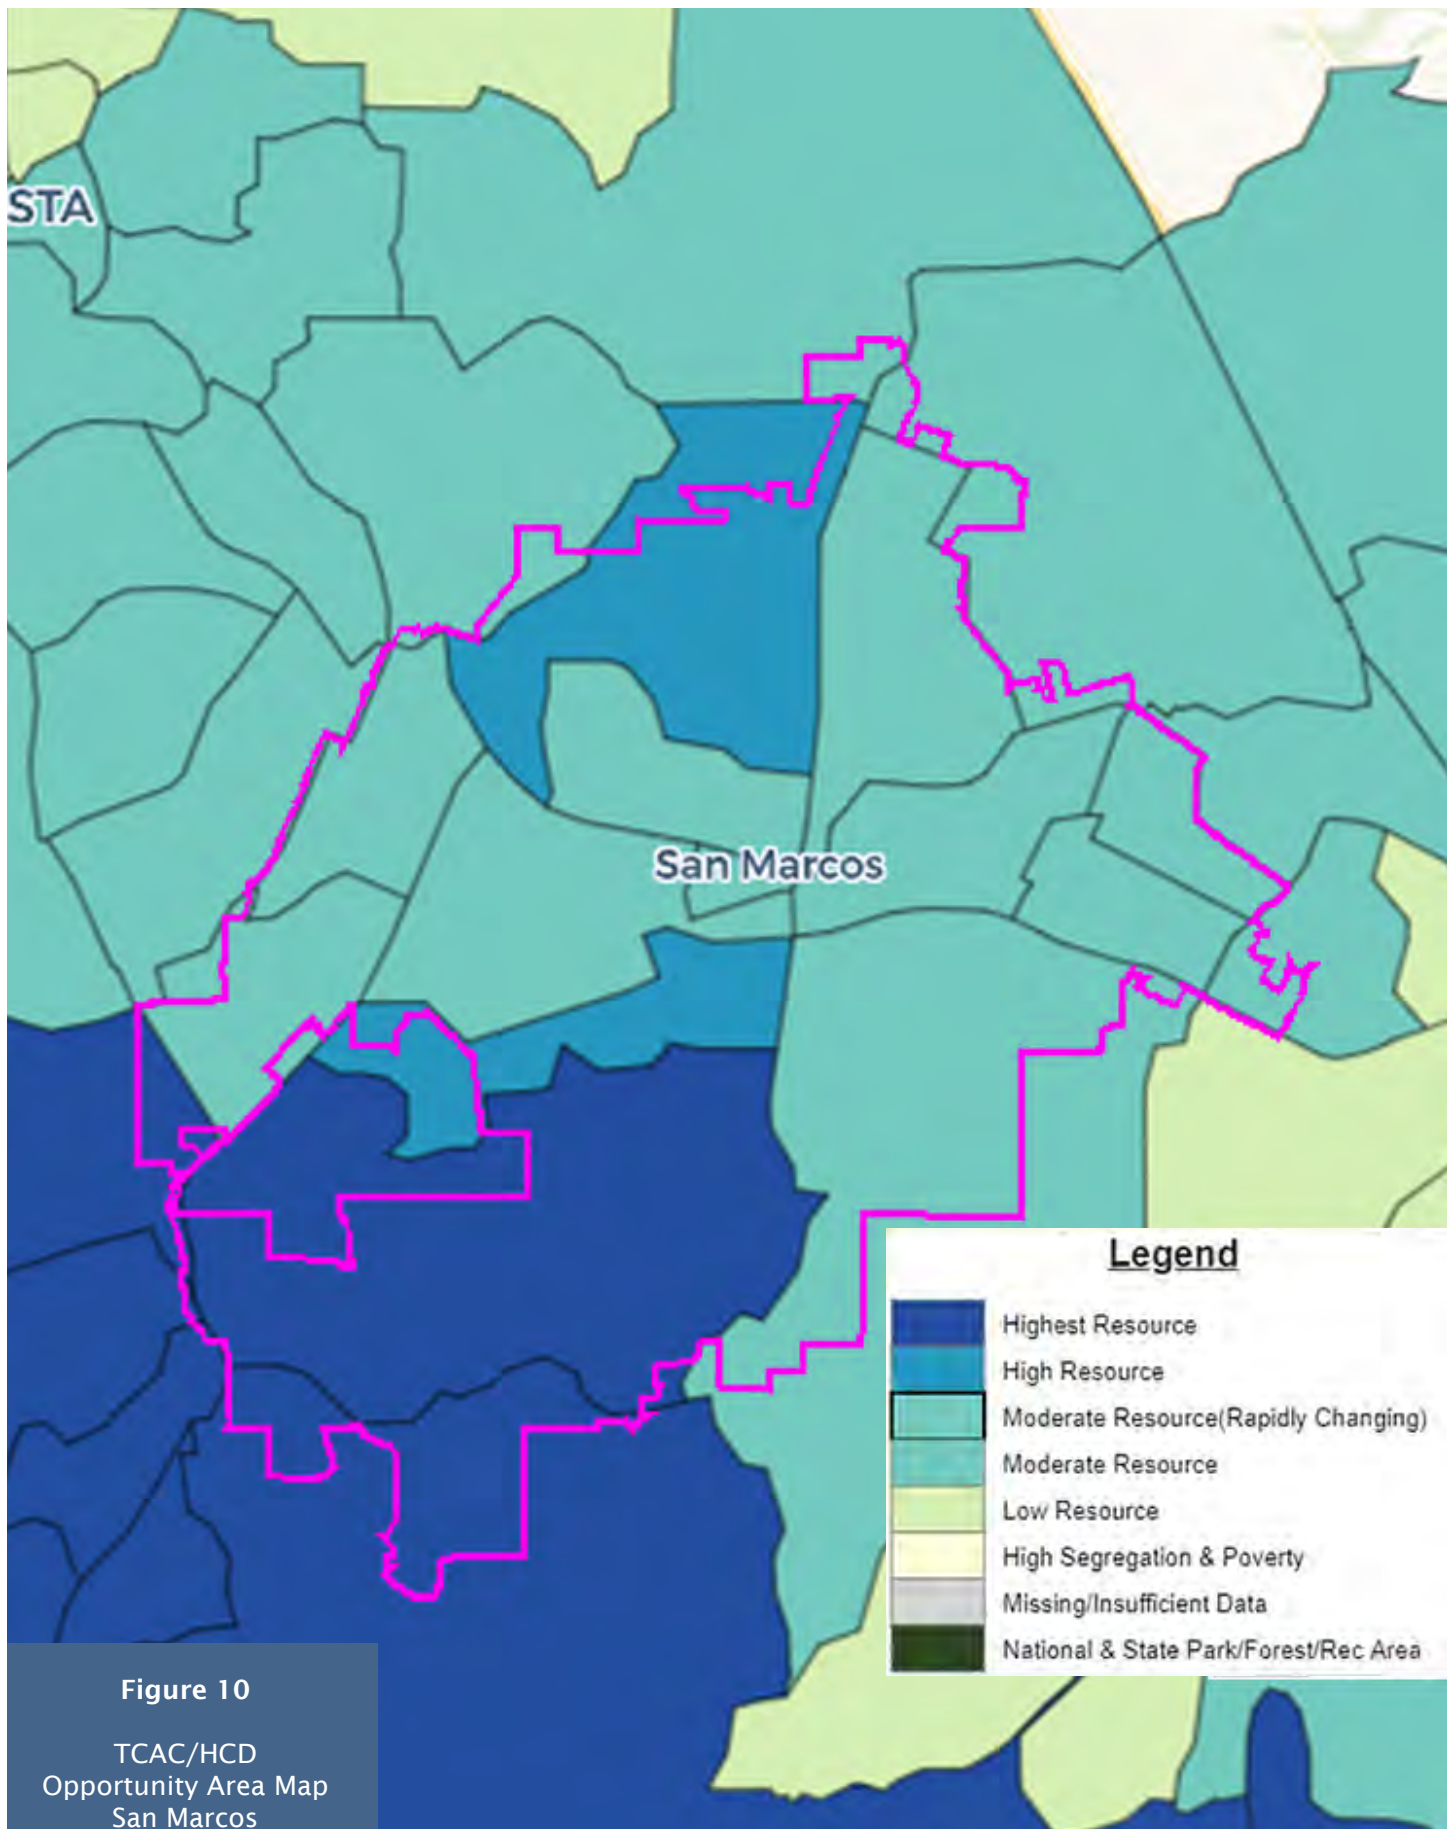 STA
San Marcos
Legend
Highest Resource
High Resource
Moderate Resource(Rapidly Changing)
Moderate Resource
Low Resource
High Segregation & Poverty
Missing/Insufficient Data
National & State Park/Forest/Rec Area
Figure 10
TCAC/HCD
Opportunity Area Map
San Marcos